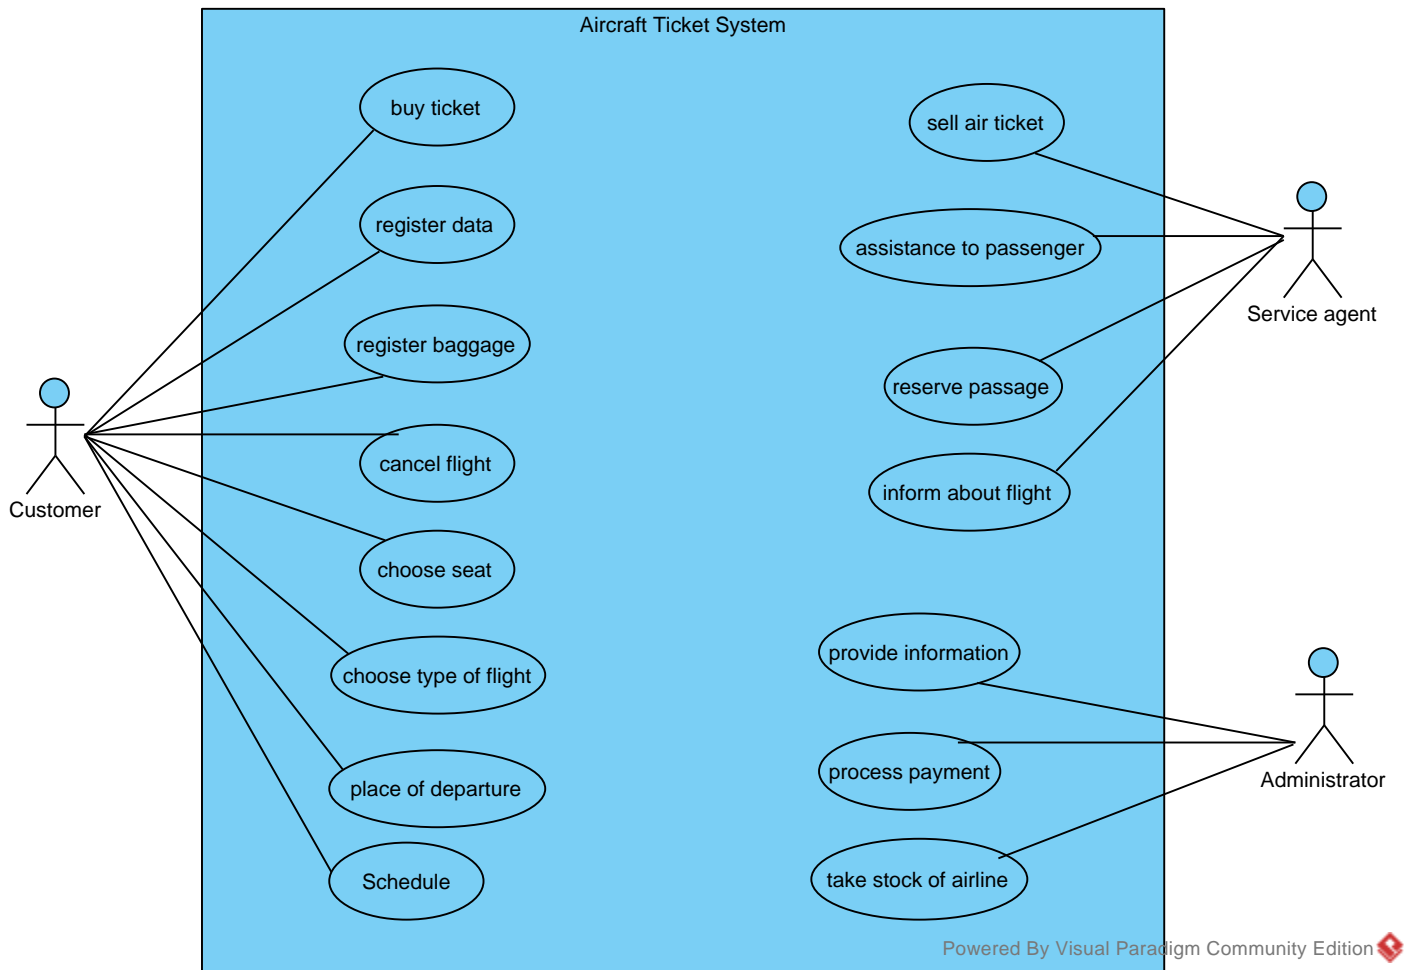 Aircraft Ticket System
buy ticket
register data
register baggage
cancel flight
choose seat
choose type of flight
place of departure
Schedule
Customer
sell air ticket
assistance to passenger
reserve passage
inform about flight
Service agent
provide information
process payment
take stock of airline
Administrator
Powered By Visual Paradigm Community Edition